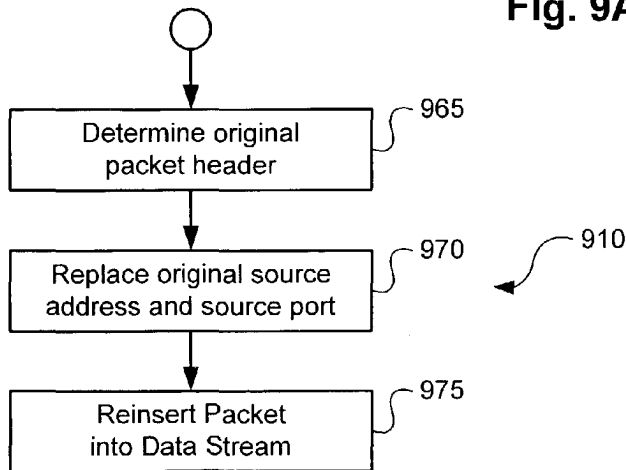 Fig. 9A
Determine original
packet header
965
Replace original source
address and source port
970
910
Reinsert Packet
into Data Stream
975